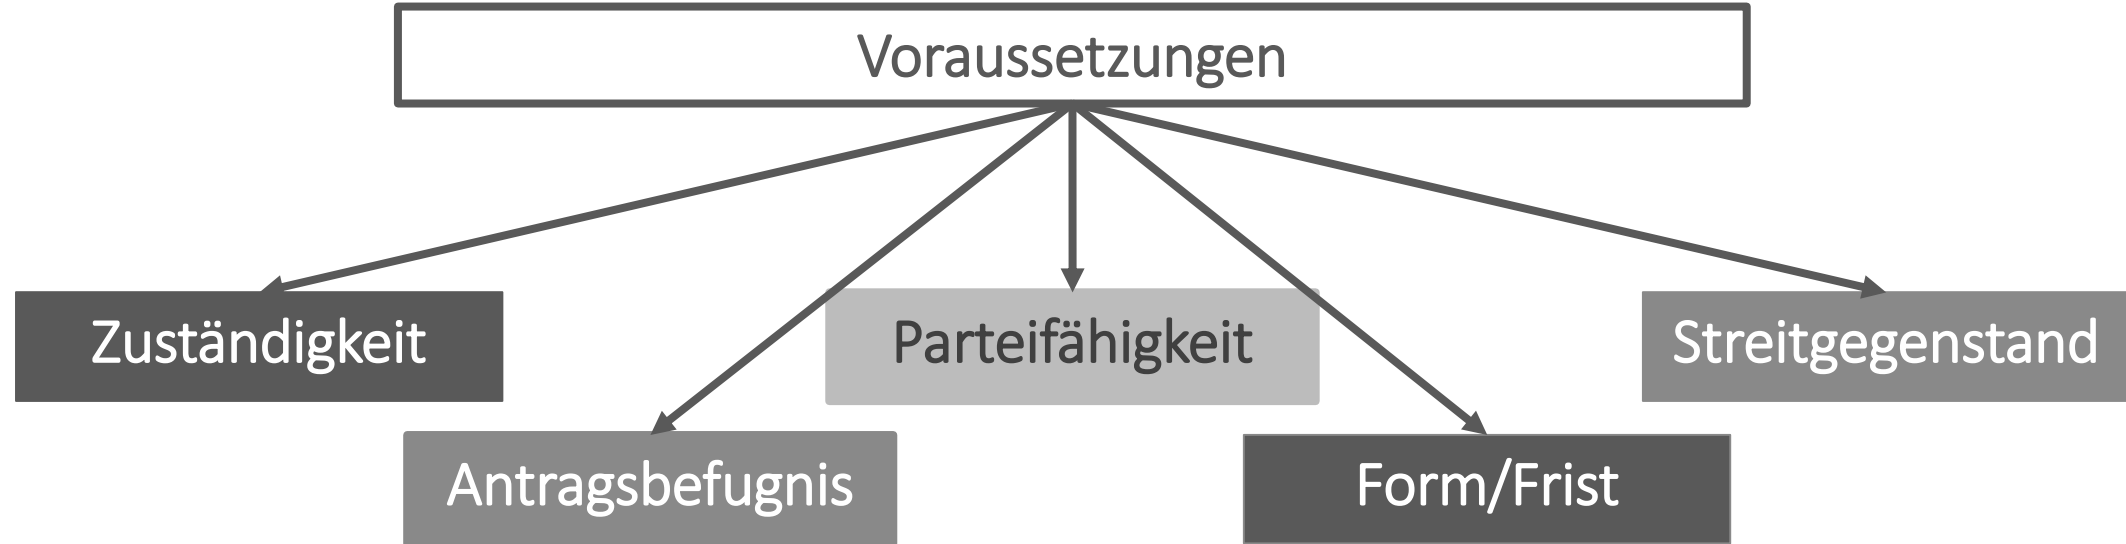 Voraussetzungen
Zuständigkeit
Parteifähigkeit
Streitgegenstand
Antragsbefugnis
Form/Frist